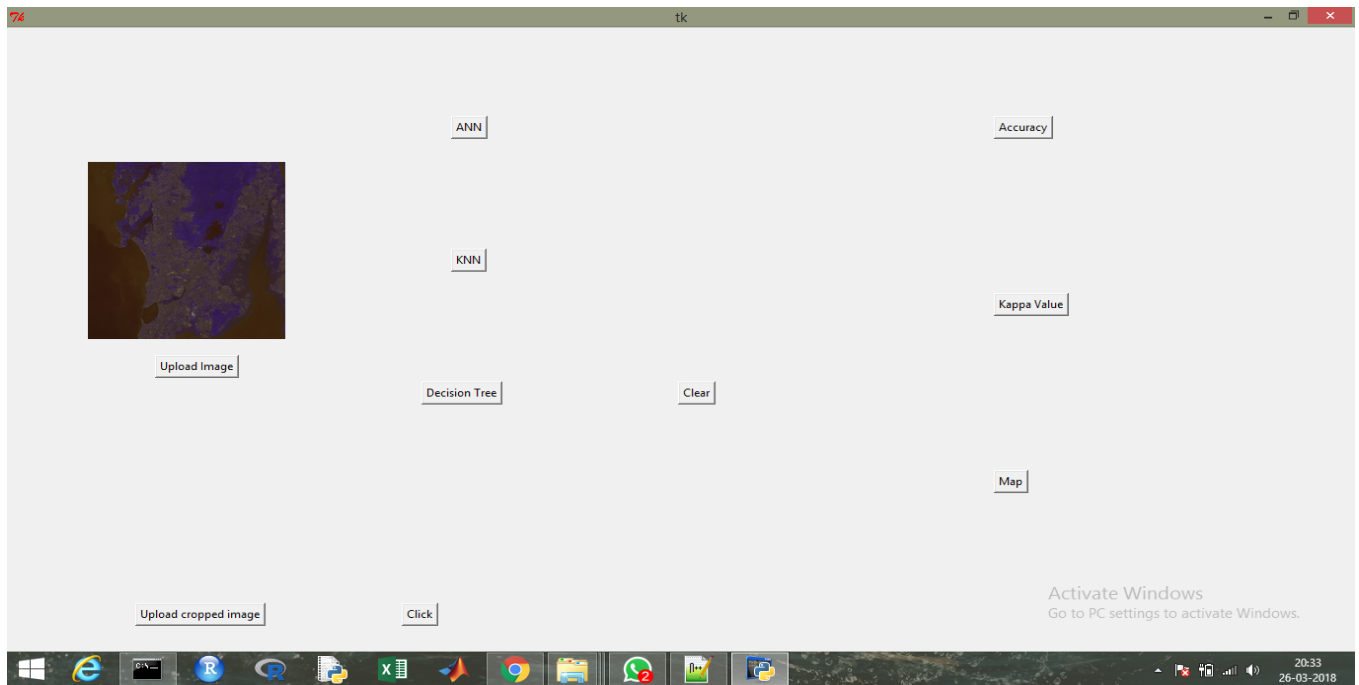 tk
ANN
Accuracy
KNN
Kappa Value
Upload Image
Decision Tree
Clear
Map
Activate Windows
Go to PC settings to activate Windows.
Upload cropped image
Click
20:33
26-03-2018